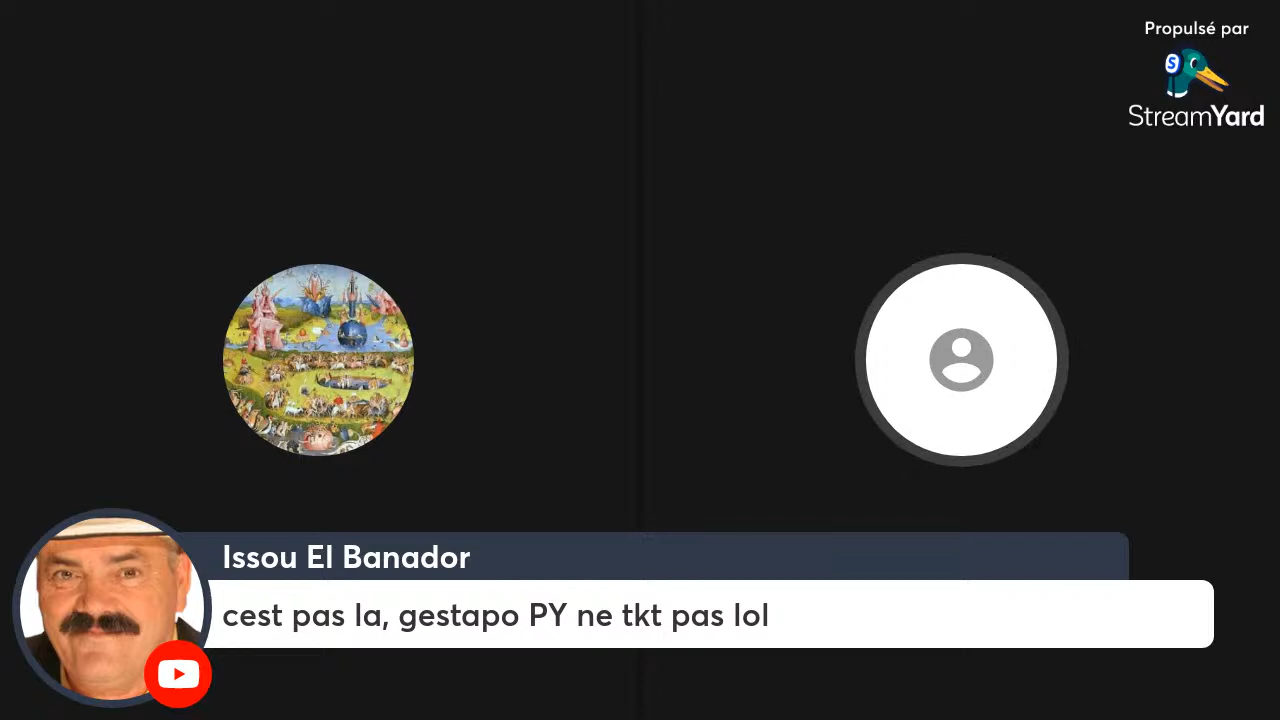 Propulsé par
S
StreamYard
Issou El Banador
cest pas la, gestapo PY ne tkt pas lol